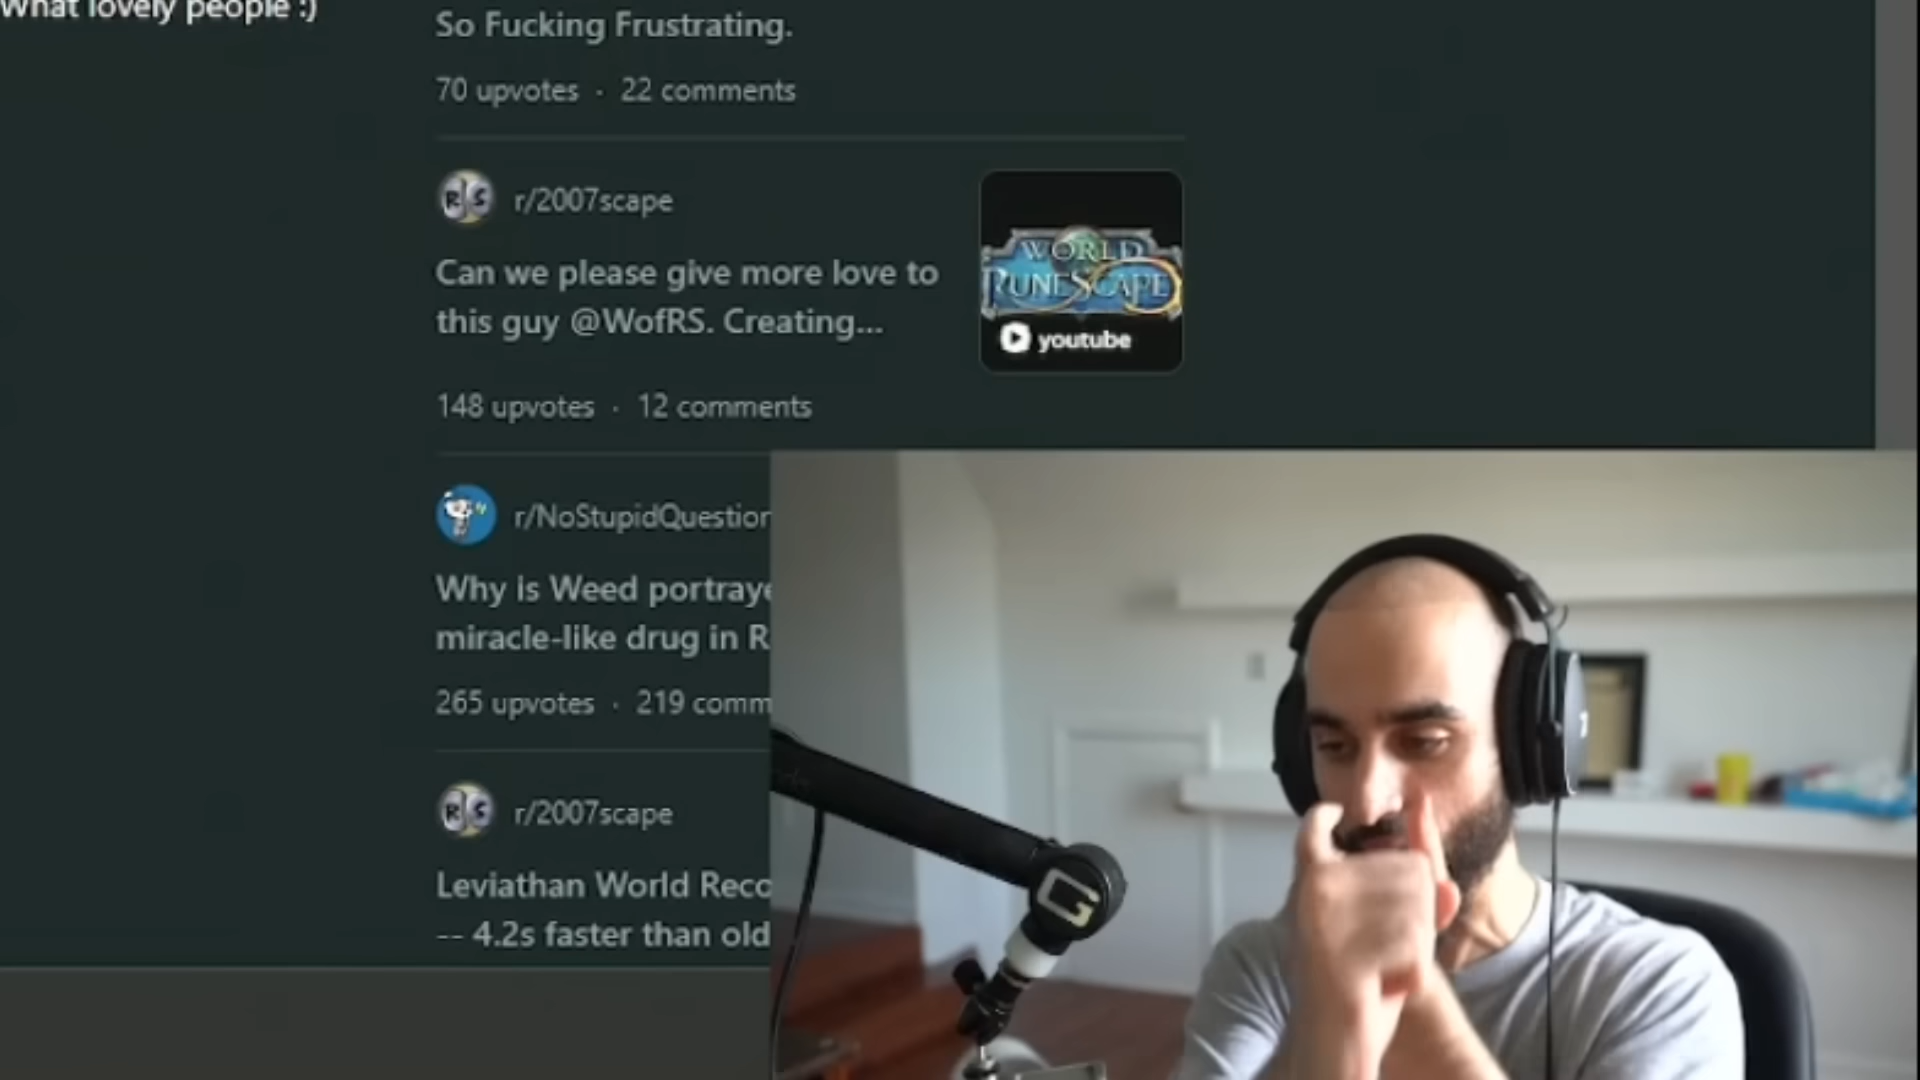 What lovely people :)
So Fucking Frustrating.
70 upvotes · 22 comments
RS r/2007scape
Can we please give more love to
this guy @WofRS. Creating...
WORLD
RUNESCAPE
youtube
148 upvotes · 12 comments
r/NoStupidQuestion
Why is Weed portraye
miracle-like drug in R
265 upvotes · 219 comm
RS r/2007scape
Leviathan World Reco
-- 4.2s faster than old
G